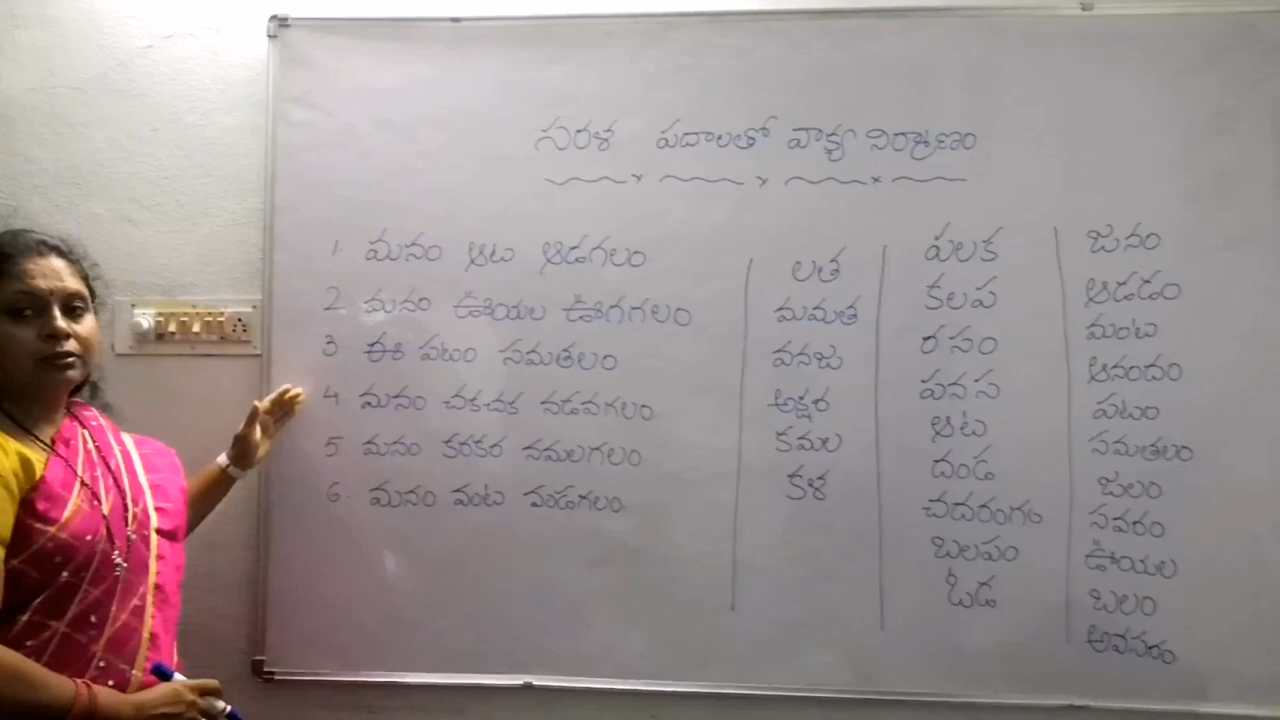 సరళ పదాలతో వాక్య నిర్మాణం
1. మనం ఆట ఆడగలం
2. మనం ఊయల ఊగగలం
3 ఈ పటం సమతలం
4 మనం చకచక నడవగలం
5 మనం కరకర నమలగలం
6. మనం వంట వండగలం
లత
మమత
వనజ
అక్షర
కమల
కళ
పలక
కలప
రసం
పనస
ఆట
దండ
చదరంగం
బలపం
ఓడ
జనం
ఆడడం
మంట
ఆనందం
పటం
సమతలం
జలం
సవరం
ఊయల
బలం
అవసరం